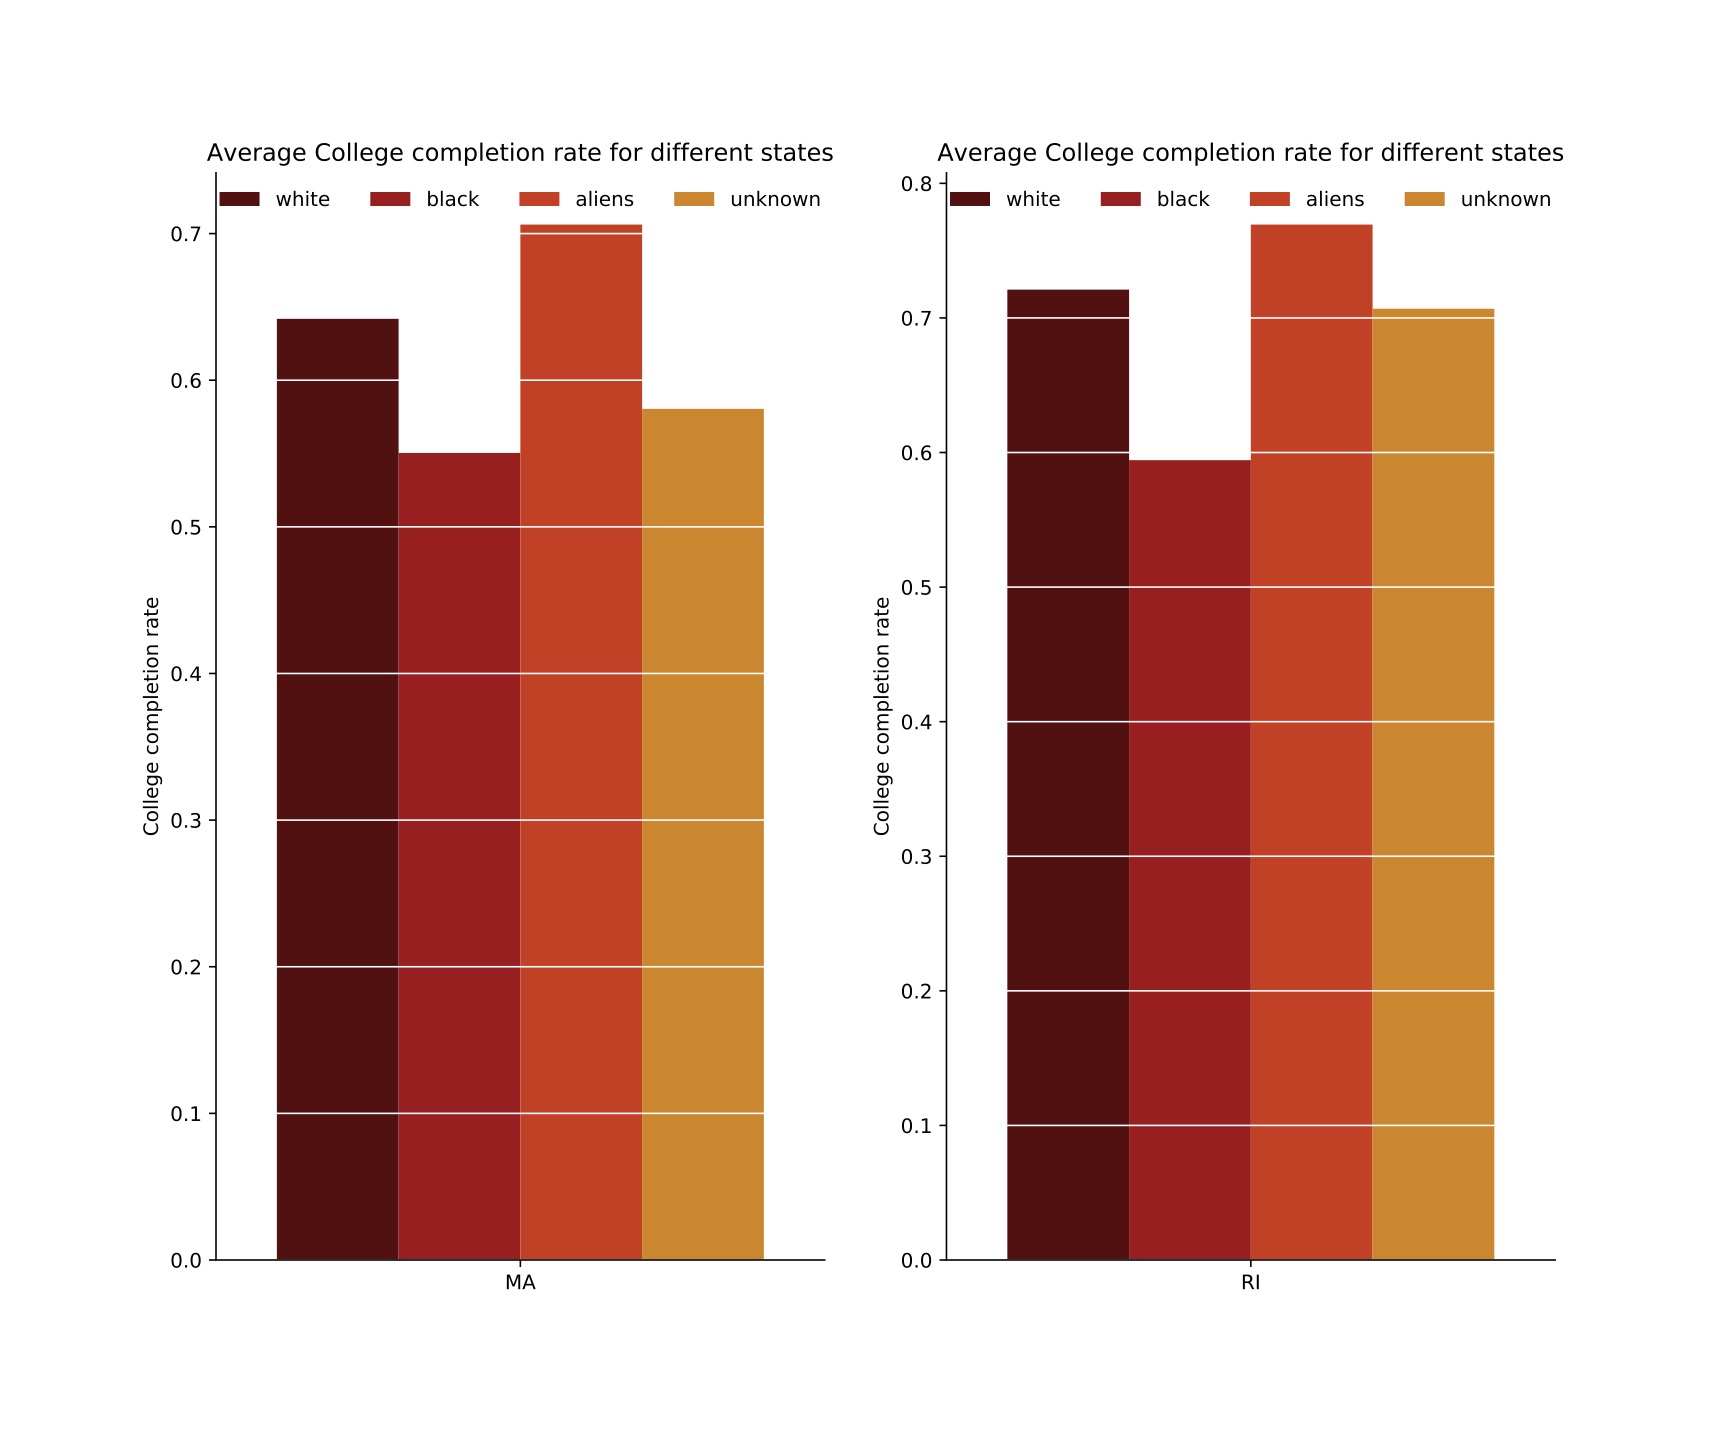 Average College completion rate for different states
white black aliens unknown
0.7
0.6
0.5
0.4
0.3
0.2
0.1
0.0
College completion rate
MA
Average College completion rate for different states
white black aliens unknown
0.8
0.7
0.6
0.5
0.4
0.3
0.2
0.1
0.0
College completion rate
RI